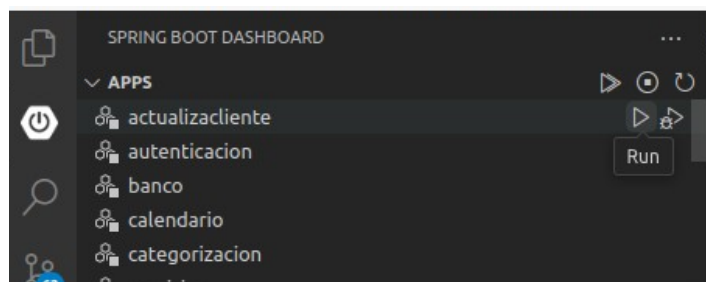 SPRING BOOT DASHBOARD
APPS
actualizacliente
autenticacion
Run
banco
calendario
categorizacion